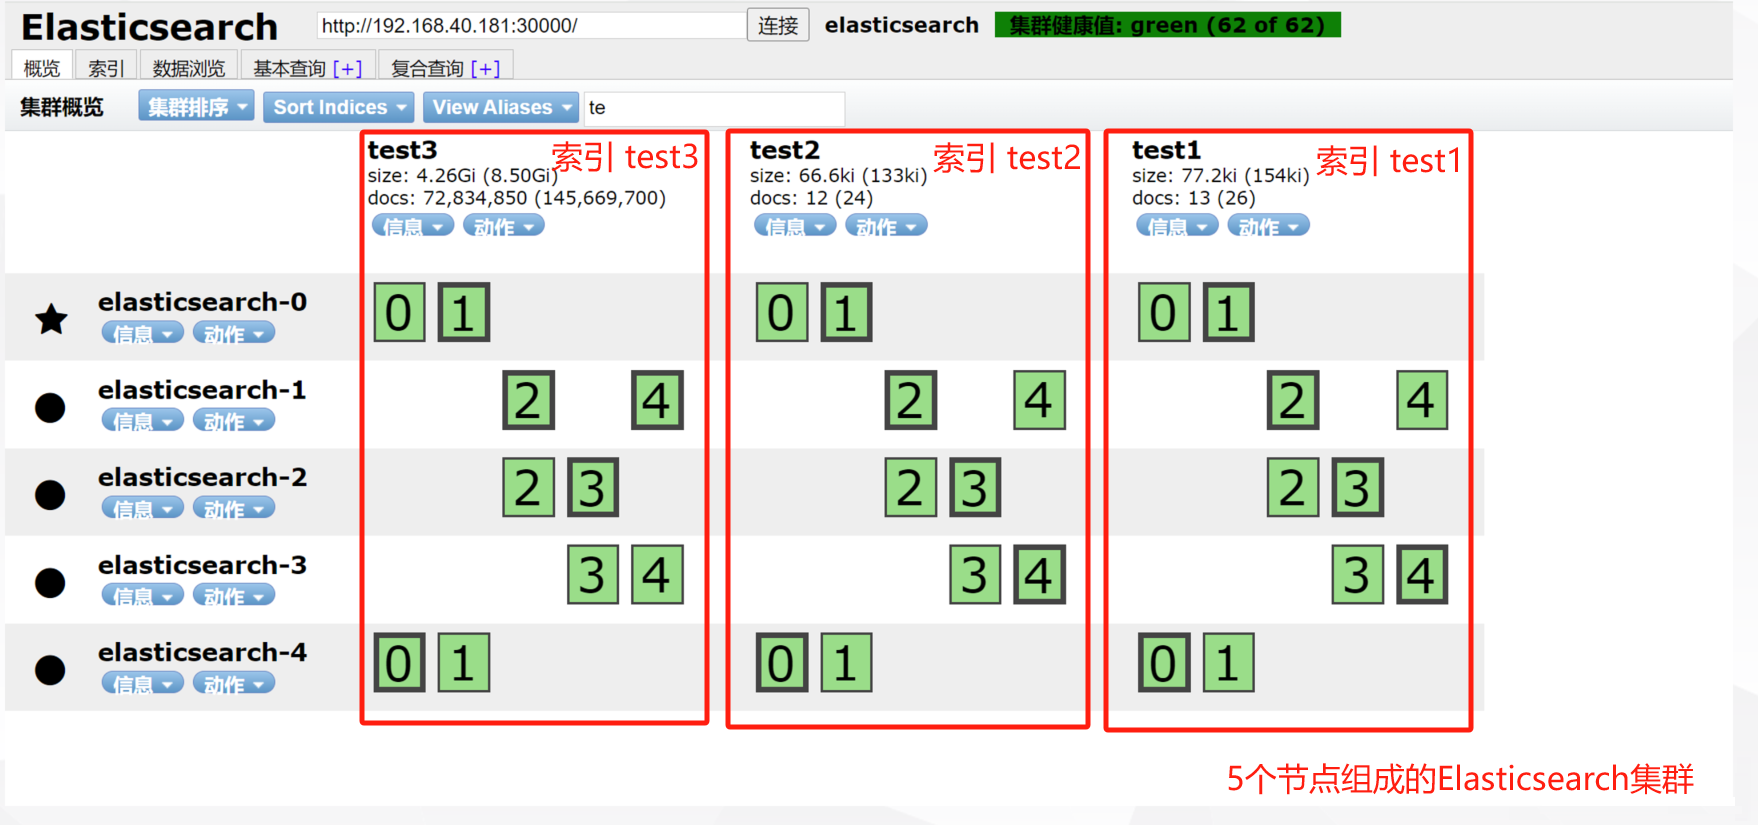 Elasticsearch http://192.168.40.181:30000/ 连接 elasticsearch 集群健康值: green (62 of 62)
概览 索引 数据浏览 基本查询 [+] 复合查询 [+]
集群概览 集群排序 Sort Indices View Aliases te
test3 索引 test3 test2 索引 test2 test1 索引 test1
size: 4.26Gi (8.50Gi) size: 66.6ki (133ki) size: 77.2ki (154ki)
docs: 72,834,850 (145,669,700) docs: 12 (24) docs: 13 (26)
信息 动作 信息 动作 信息 动作
elasticsearch-0 0 1 0 1 0 1
信息 动作
elasticsearch-1 2 4 2 4 2 4
信息 动作
elasticsearch-2 2 3 2 3 2 3
信息 动作
elasticsearch-3 3 4 3 4 3 4
信息 动作
elasticsearch-4 0 1 0 1 0 1
信息 动作
5个节点组成的Elasticsearch集群